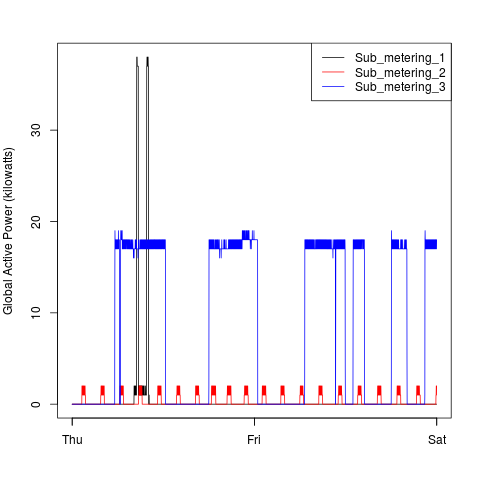 Sub_metering_1
Sub_metering_2
Sub_metering_3
Global Active Power (kilowatts)
30
20
10
0
Thu Fri Sat